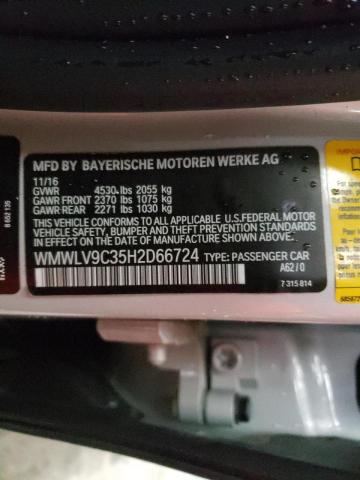 MFD BY BAYERISCHE MOTOREN WERKE AG
11/16
GVWR 4530 lbs 2055 kg
GAWR FRONT 2370 lbs 1075 kg
GAWR REAR 2271 lbs 1030 kg
THIS VEHICLE CONFORMS TO ALL APPLICABLE U.S.FEDERAL MOTOR
VEHICLE SAFETY, BUMPER AND THEFT PREVENTION STANDARDS
IN EFFECT ON THE DATE OF MANUFACTURE SHOWN ABOVE.
WMWLV9C35H2D66724 TYPE: PASSENGER CAR
A62/0
7 315 814
8 652 135